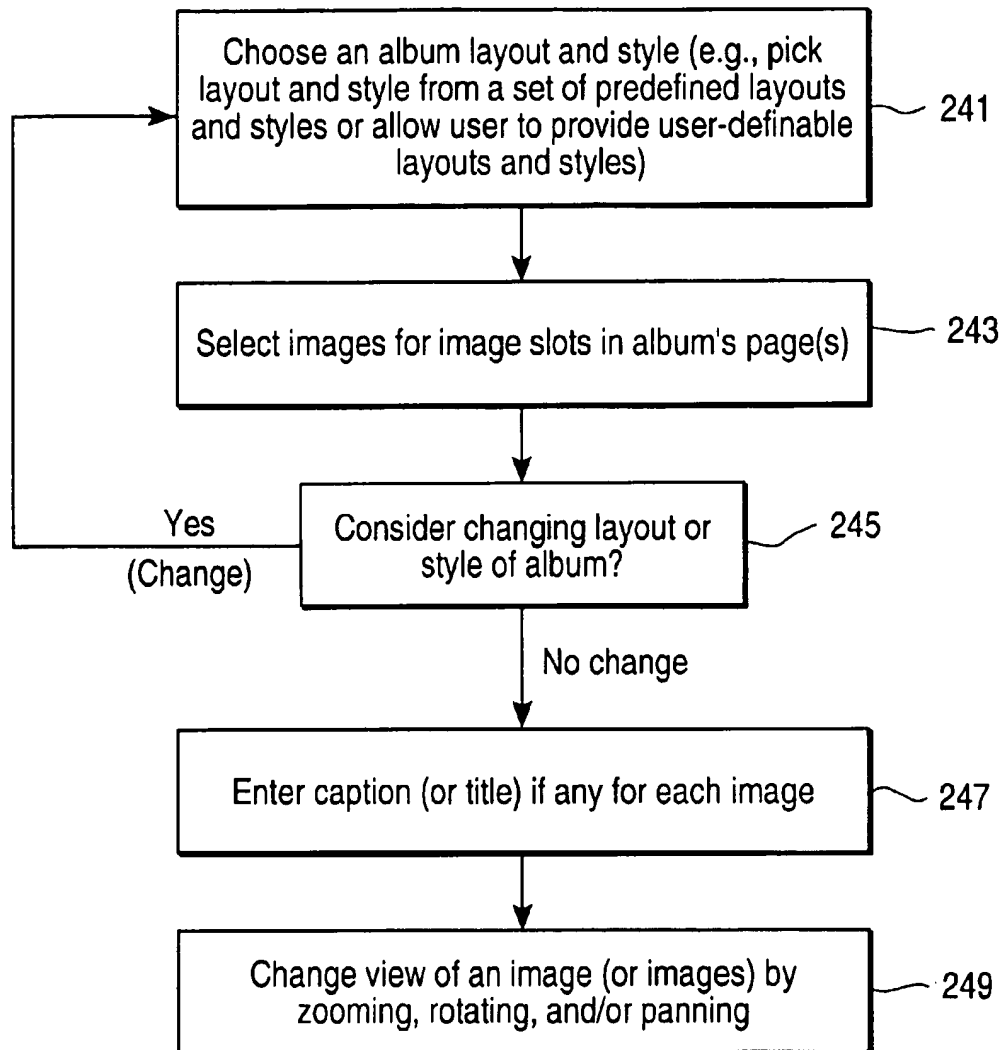 Choose an album layout and style (e.g., pick
layout and style from a set of predefined layouts
and styles or allow user to provide user-definable
layouts and styles)
241
Select images for image slots in album's page(s)
243
Consider changing layout or
style of album?
245
Yes
(Change)
No change
Enter caption (or title) if any for each image
247
Change view of an image (or images) by
zooming, rotating, and/or panning
249